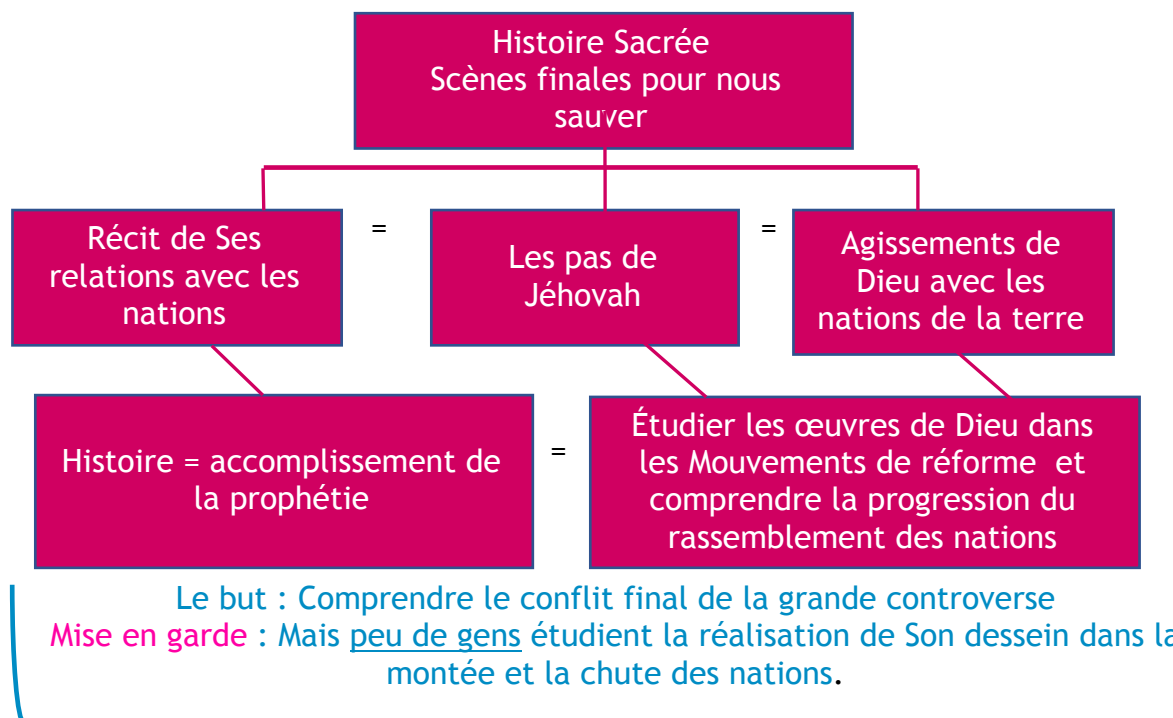 Histoire Sacrée
Scènes finales pour nous
sauver
Récit de Ses
relations avec les
nations
=
Les pas de
Jéhovah
=
Agissements de
Dieu avec les
nations de la terre
Histoire = accomplissement de
la prophétie
=
Étudier les œuvres de Dieu dans
les Mouvements de réforme et
comprendre la progression du
rassemblement des nations
Le but : Comprendre le conflit final de la grande controverse
Mise en garde : Mais peu de gens étudient la réalisation de Son dessein dans la
montée et la chute des nations.